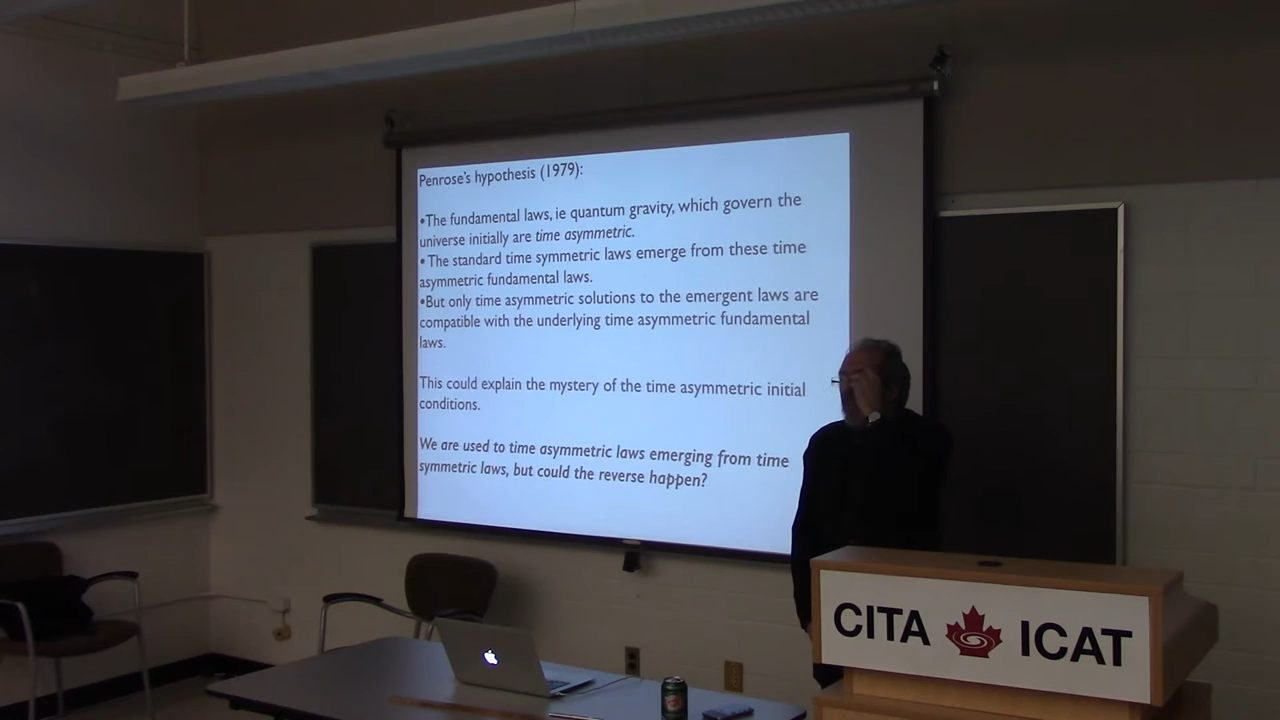 Penrose's hypothesis (1979):
•The fundamental laws, ie quantum gravity, which govern the
universe initially are time asymmetric.
• The standard time symmetric laws emerge from these time
asymmetric fundamental laws.
•But only time asymmetric solutions to the emergent laws are
compatible with the underlying time asymmetric fundamental
laws.
This could explain the mystery of the time asymmetric initial
conditions.
We are used to time asymmetric laws emerging from time
symmetric laws, but could the reverse happen?
CITA ICAT